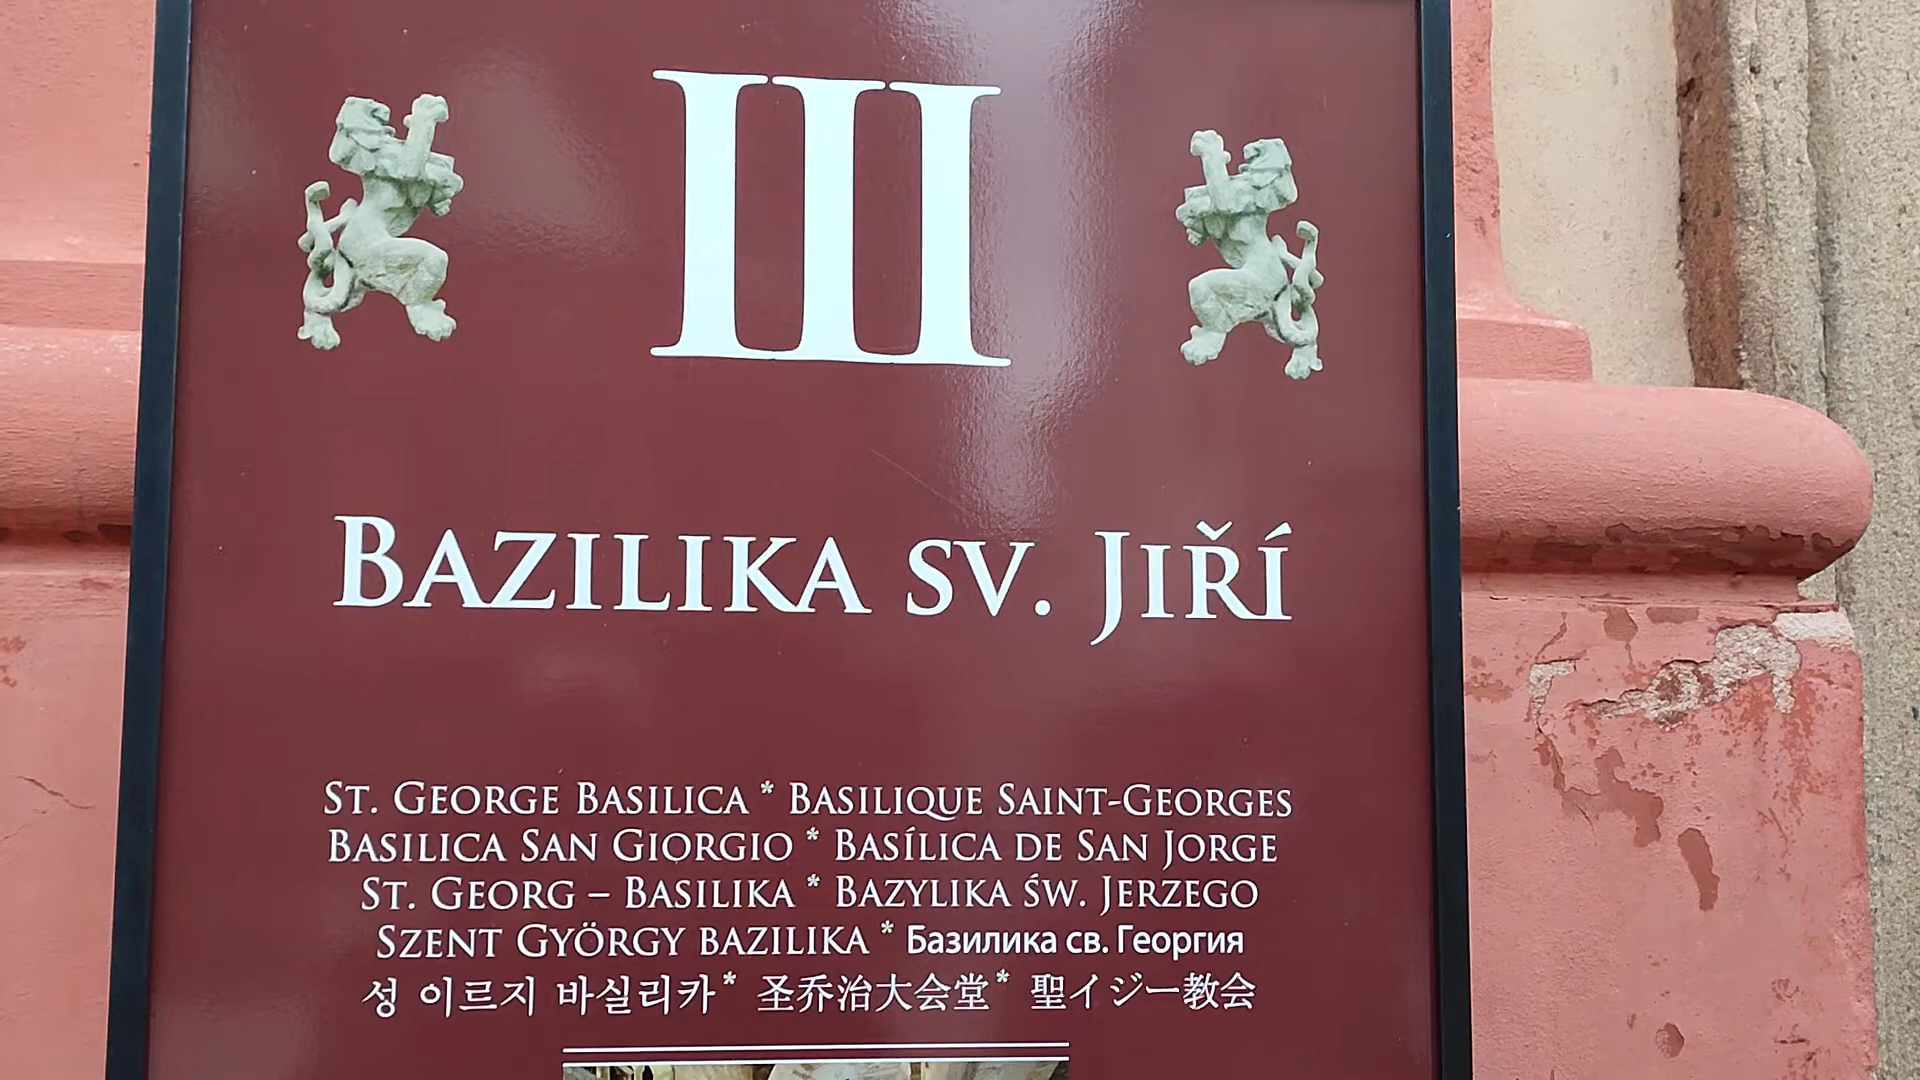 III
BAZILIKA SV. JIŘÍ
ST. GEORGE BASILICA * BASILIQUE SAINT-GEORGES
BASILICA SAN GIORGIO * BASÍLICA DE SAN JORGE
ST. GEORG – BASILIKA * BAZYLIKA ŚW. JERZEGO
SZENT GYÖRGY BAZILIKA * Базилика св. Георгия
성 이르지 바실리카 * 圣乔治大会堂 * 聖イジー教会